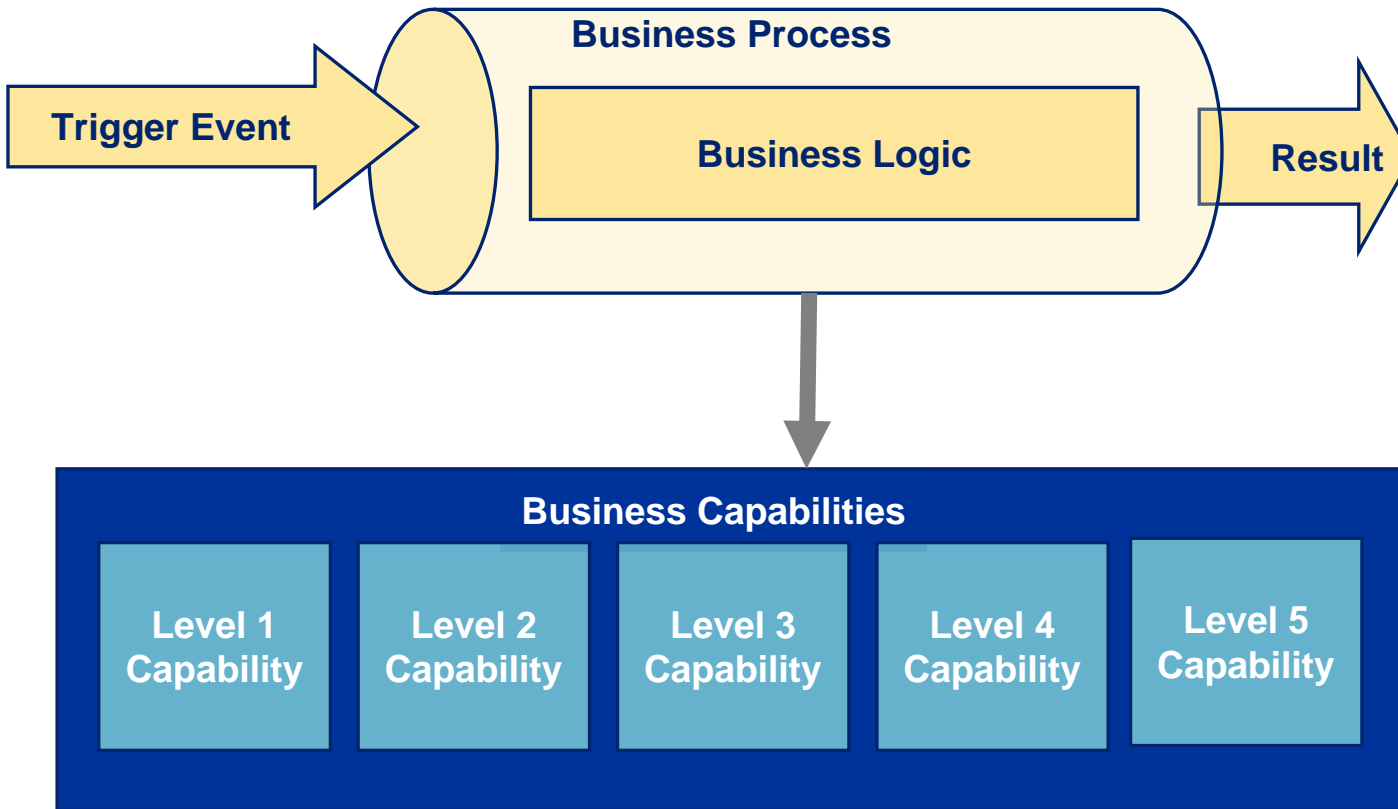 Business Process
Trigger Event
Business Logic
Result
Business Capabilities
Level 1
Capability
Level 2
Capability
Level 3
Capability
Level 4
Capability
Level 5
Capability